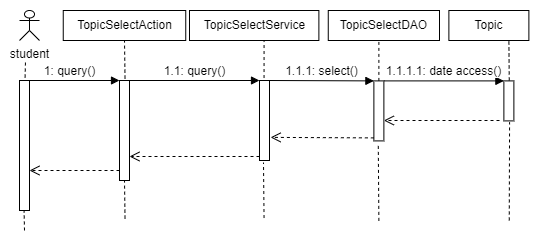 TopicSelectAction
TopicSelectService
TopicSelectDAO
Topic
student
1: query()
1.1: query()
1.1.1: select()
1.1.1.1: date access()